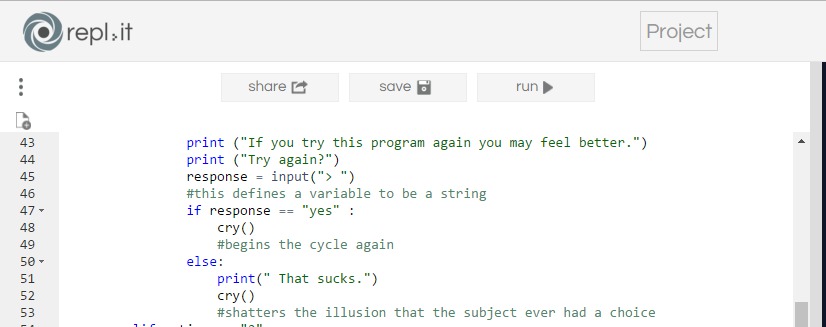 repl.it
Project
share
save
run
43 print ("If you try this program again you may feel better.")
44 print ("Try again?")
45 response = input("> ")
46 #this defines a variable to be a string
47 if response == "yes" :
48 cry()
49 #begins the cycle again
50 else:
51 print(" That sucks.")
52 cry()
53 #shatters the illusion that the subject ever had a choice